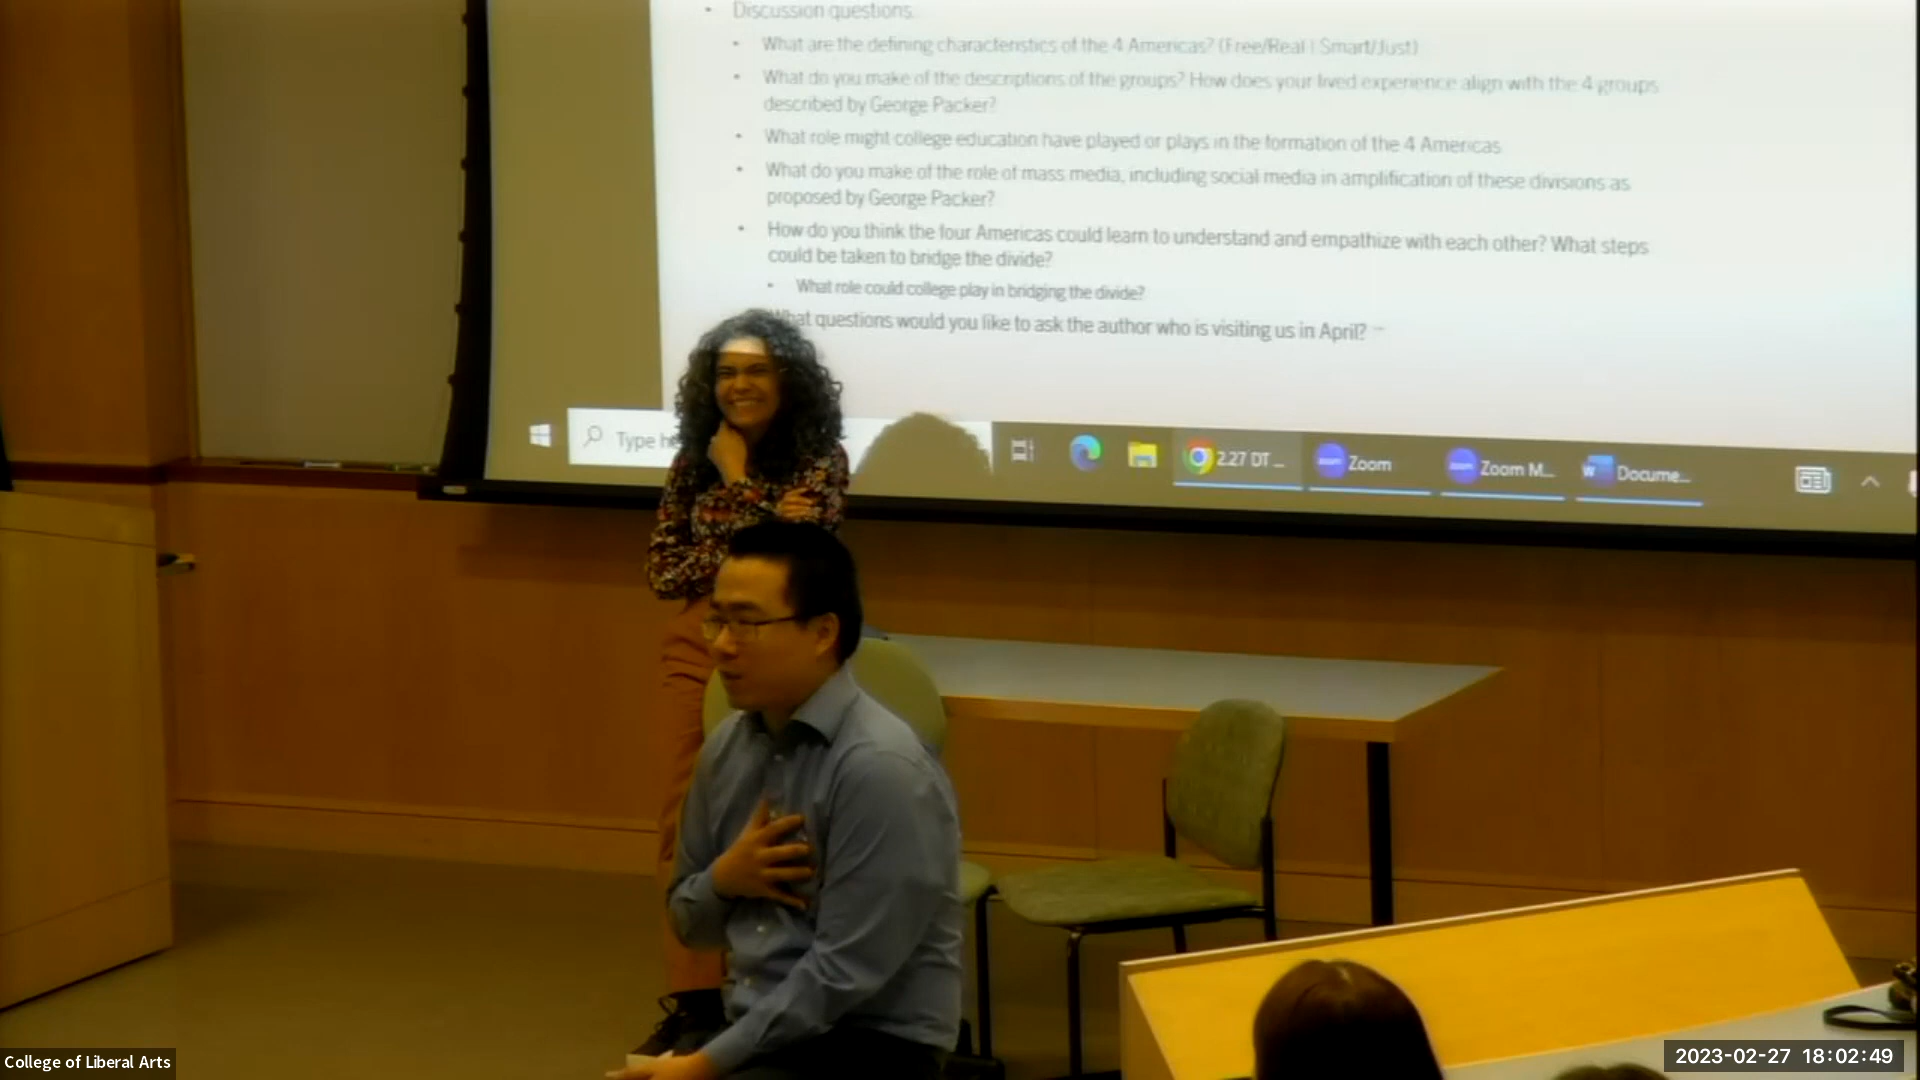 Discussion questions.
What are the defining characteristics of the 4 Americas? (Free/Real | Smart/Just)
What do you make of the descriptions of the groups? How does your lived experience align with the 4 groups
described by George Packer?
What role might college education have played or plays in the formation of the 4 Americas
What do you make of the role of mass media, including social media in amplification of these divisions as
proposed by George Packer?
How do you think the four Americas could learn to understand and empathize with each other? What steps
could be taken to bridge the divide?
What role could college play in bridging the divide?
What questions would you like to ask the author who is visiting us in April?
Type he
2.27 DT ...
zoom Zoom
zoom Zoom M...
W Docume...
College of Liberal Arts
2023-02-27 18:02:49